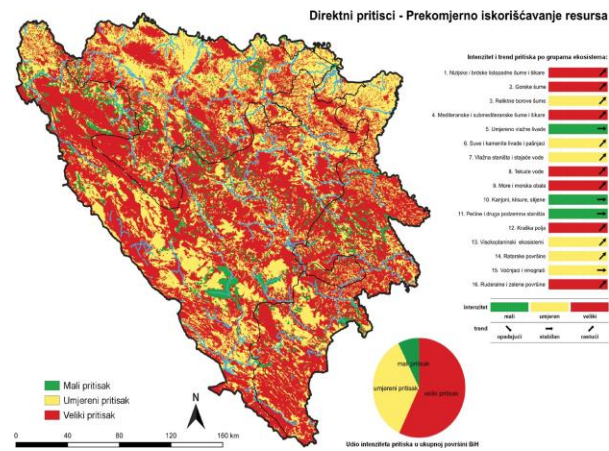 Direktni pritisci - Prekomjerno iskorišćavanje resursa
Intenzitet i trend pritiska po grupama ekosistema:
1. Nizijske i brdske listopadne šume i šikare
2. Gorske šume
3. Reliktne borove šume
4. Mediteranske i submediteranske šume i šikare
5. Umjereno vlažne livade
6. Suve i kamenite livade i pašnjaci
7. Vlažna staništa i stajaće vode
8. Tekuće vode
9. More i morska obala
10. Kanjoni, klisure, stijene
11. Pećine i druga podzemna staništa
12. Kraška polja
13. Visokoplaninski ekosistemi
14. Ratarske površine
15. Voćnjaci i vinogradi
16. Ruderalne i zelene površine
intenzitet
mali umjeren veliki
trend
opadajući stabilan rastući
mali pritisak
umjereni pritisak
veliki pritisak
Udio intenziteta pritiska u ukupnoj površini BiH
Mali pritisak
Umjereni pritisak
Veliki pritisak
N
0 40 80 120 160 km